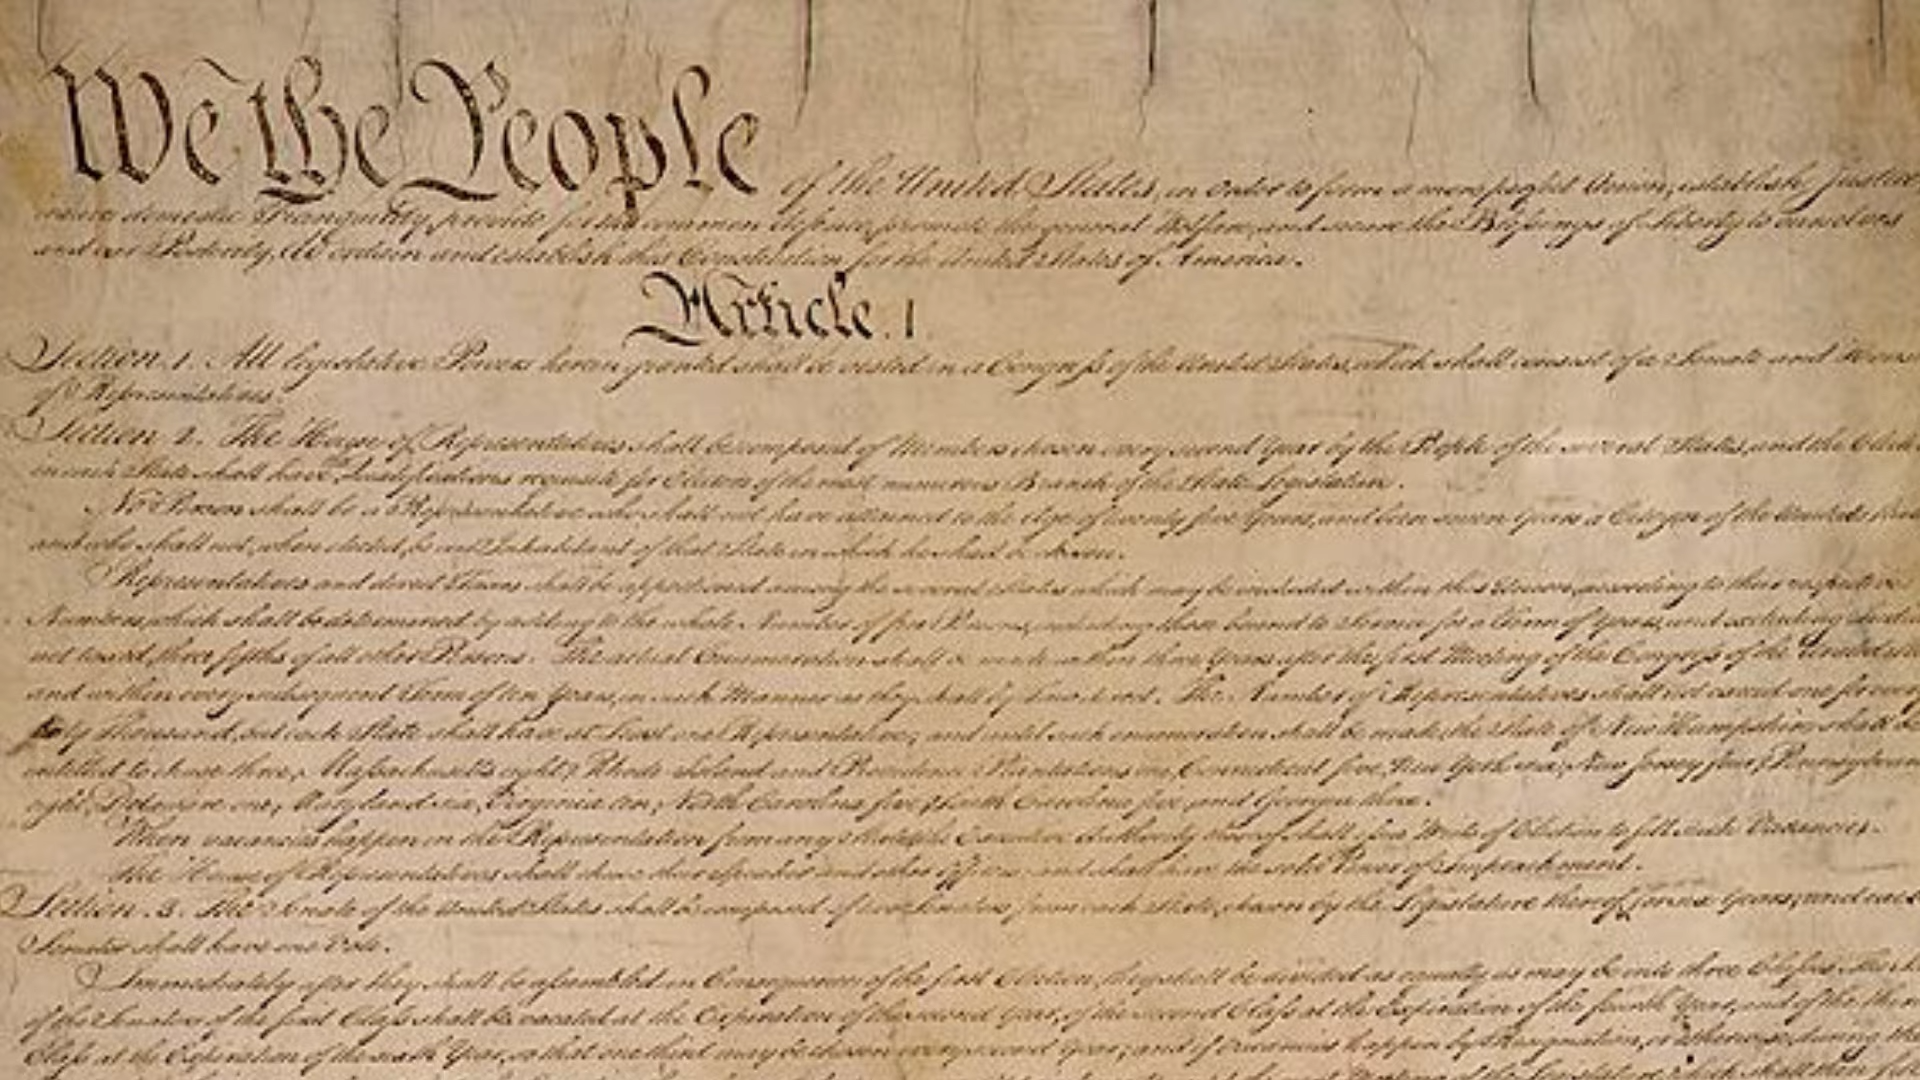 We the People of the United States, in Order to form a more perfect Union, establish Justice,
insure domestic Tranquility, provide for the common defence, promote the general Welfare, and secure the Blessings of Liberty to ourselves
and our Posterity, do ordain and establish this Constitution for the United States of America.
Article. I.
Section. 1. All legislative Powers herein granted shall be vested in a Congress of the United States, which shall consist of a Senate and House
of Representatives.
Section. 2. The House of Representatives shall be composed of Members chosen every second Year by the People of the several States, and the
in each State shall have the Qualifications requisite for Electors of the most numerous Branch of the State Legislature.
No Person shall be a Representative who shall not have attained to the Age of twenty five Years, and been seven Years a Citizen of the United
and who shall not, when elected, be an Inhabitant of that State in which he shall be chosen.
Representatives and direct Taxes shall be apportioned among the several States which may be included within this Union, according to their respective
Numbers, which shall be determined by adding to the whole Number of free Persons, including those bound to Service for a Term of Years, and excluding
not taxed, three fifths of all other Persons. The actual Enumeration shall be made within three Years after the first Meeting of the Congress of the United
and within every subsequent Term of ten Years, in such Manner as they shall by Law direct. The Number of Representatives shall not exceed one for every
thirty Thousand, but each State shall have at Least one Representative; and until such enumeration shall be made, the State of New Hampshire shall be
entitled to chuse three, Massachusetts eight, Rhode Island and Providence Plantations one, Connecticut five, New York six, New Jersey four,
eight, Delaware one, Maryland six, Virginia ten, North Carolina five, South Carolina five, and Georgia three.
When vacancies happen in the Representation from any State, the Executive Authority thereof shall issue Writs of Election to fill such Vacancies.
The House of Representatives shall chuse their Speaker and other Officers; and shall have the sole Power of Impeachment.
Section. 3. The Senate of the United States shall be composed of two Senators from each State, chosen by the Legislature thereof, for six Years; and each
Senator shall have one Vote.
Immediately after they shall be assembled in Consequence of the first Election, they shall be divided as equally as may be into three Classes.
of the Senators of the first Class shall be vacated at the Expiration of the second Year, of the second Class at the Expiration of the fourth Year, and of the third
Class at the Expiration of the sixth Year, so that one third may be chosen every second Year; and if Vacancies happen by Resignation, or otherwise, during the